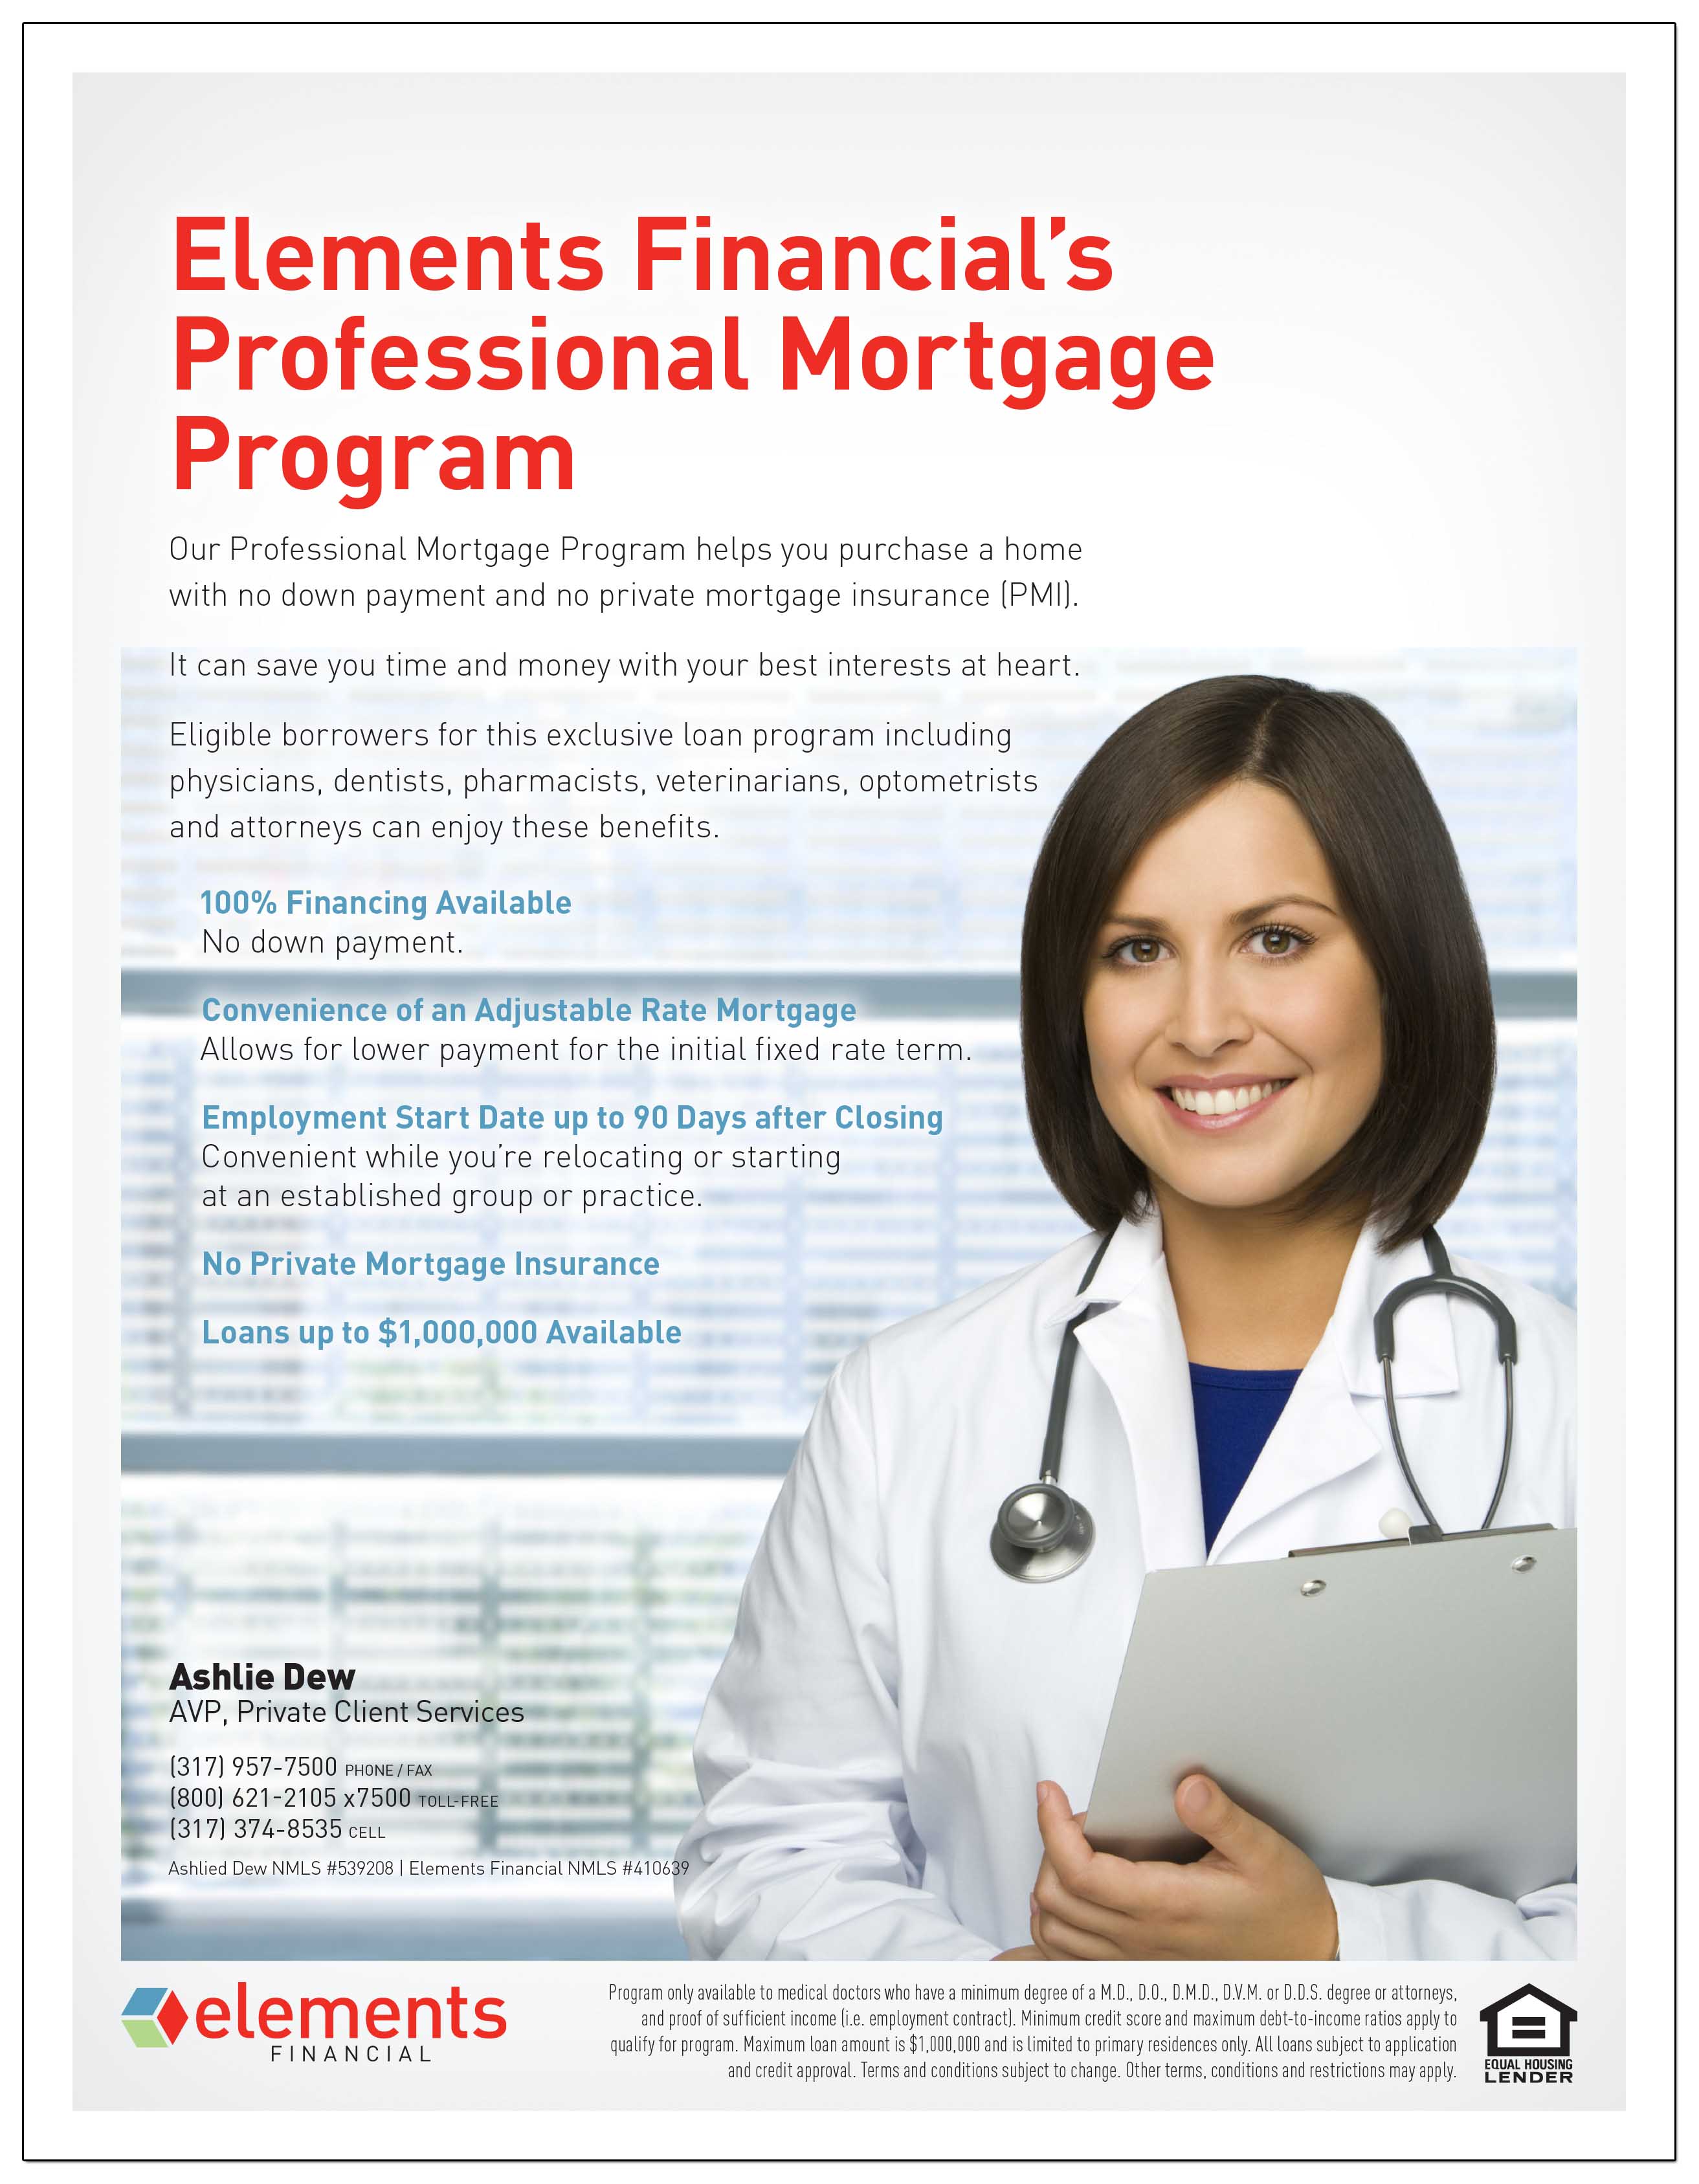 Elements Financial’s
Professional Mortgage
Program
Our Professional Mortgage Program helps you purchase a home
with no down payment and no private mortgage insurance (PMI).
It can save you time and money with your best interests at heart.
Eligible borrowers for this exclusive loan program including
physicians, dentists, pharmacists, veterinarians, optometrists
and attorneys can enjoy these benefits.
100% Financing Available
No down payment.
Convenience of an Adjustable Rate Mortgage
Allows for lower payment for the initial fixed rate term.
Employment Start Date up to 90 Days after Closing
Convenient while you’re relocating or starting
at an established group or practice.
No Private Mortgage Insurance
Loans up to $1,000,000 Available
Ashlie Dew
AVP, Private Client Services
(317) 957-7500 PHONE / FAX
(800) 621-2105 x7500 TOLL-FREE
(317) 374-8535 CELL
Ashlied Dew NMLS #539208 | Elements Financial NMLS #410639
elements
FINANCIAL
Program only available to medical doctors who have a minimum degree of a M.D., D.O., D.M.D., D.V.M. or D.D.S. degree or attorneys,
and proof of sufficient income (i.e. employment contract). Minimum credit score and maximum debt-to-income ratios apply to
qualify for program. Maximum loan amount is $1,000,000 and is limited to primary residences only. All loans subject to application
and credit approval. Terms and conditions subject to change. Other terms, conditions and restrictions may apply.
EQUAL HOUSING
LENDER